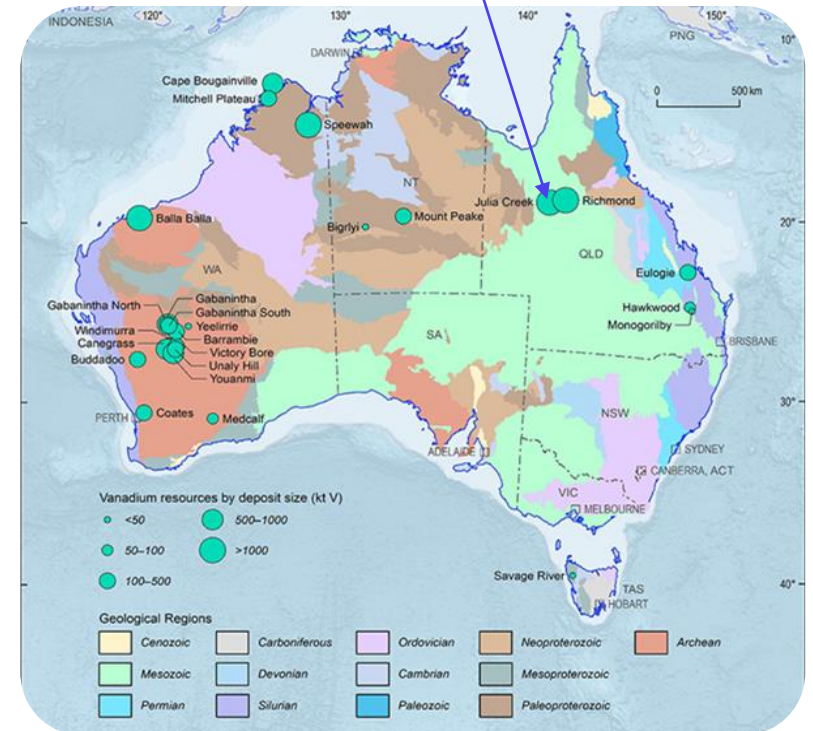 INDONESIA
120°
130°
140°
150°
PNG
10°
DARWIN
0
500 km
Cape Bougainville
Mitchell Plateau
Speewah
NT
Julia Creek
Richmond
Balla Balla
Mount Peake
Bigrlyi
20°
WA
QLD
Eulogie
Gabanintha North
Gabanintha
Gabanintha South
Hawkwood
Windimurra
Yeelirrie
Monogorilby
Canegrass
Barrambie
SA
BRISBANE
Buddadoo
Victory Bore
Unaly Hill
Youanmi
30°
PERTH
Coates
Medcalf
NSW
ADELAIDE
SYDNEY
CANBERRA, ACT
VIC
MELBOURNE
Vanadium resources by deposit size (kt V)
<50
500–1000
50–100
>1000
100–500
Savage River
TAS
40°
HOBART
Geological Regions
Cenozoic
Carboniferous
Ordovician
Neoproterozoic
Archean
Mesozoic
Devonian
Cambrian
Mesoproterozoic
Permian
Silurian
Paleozoic
Paleoproterozoic